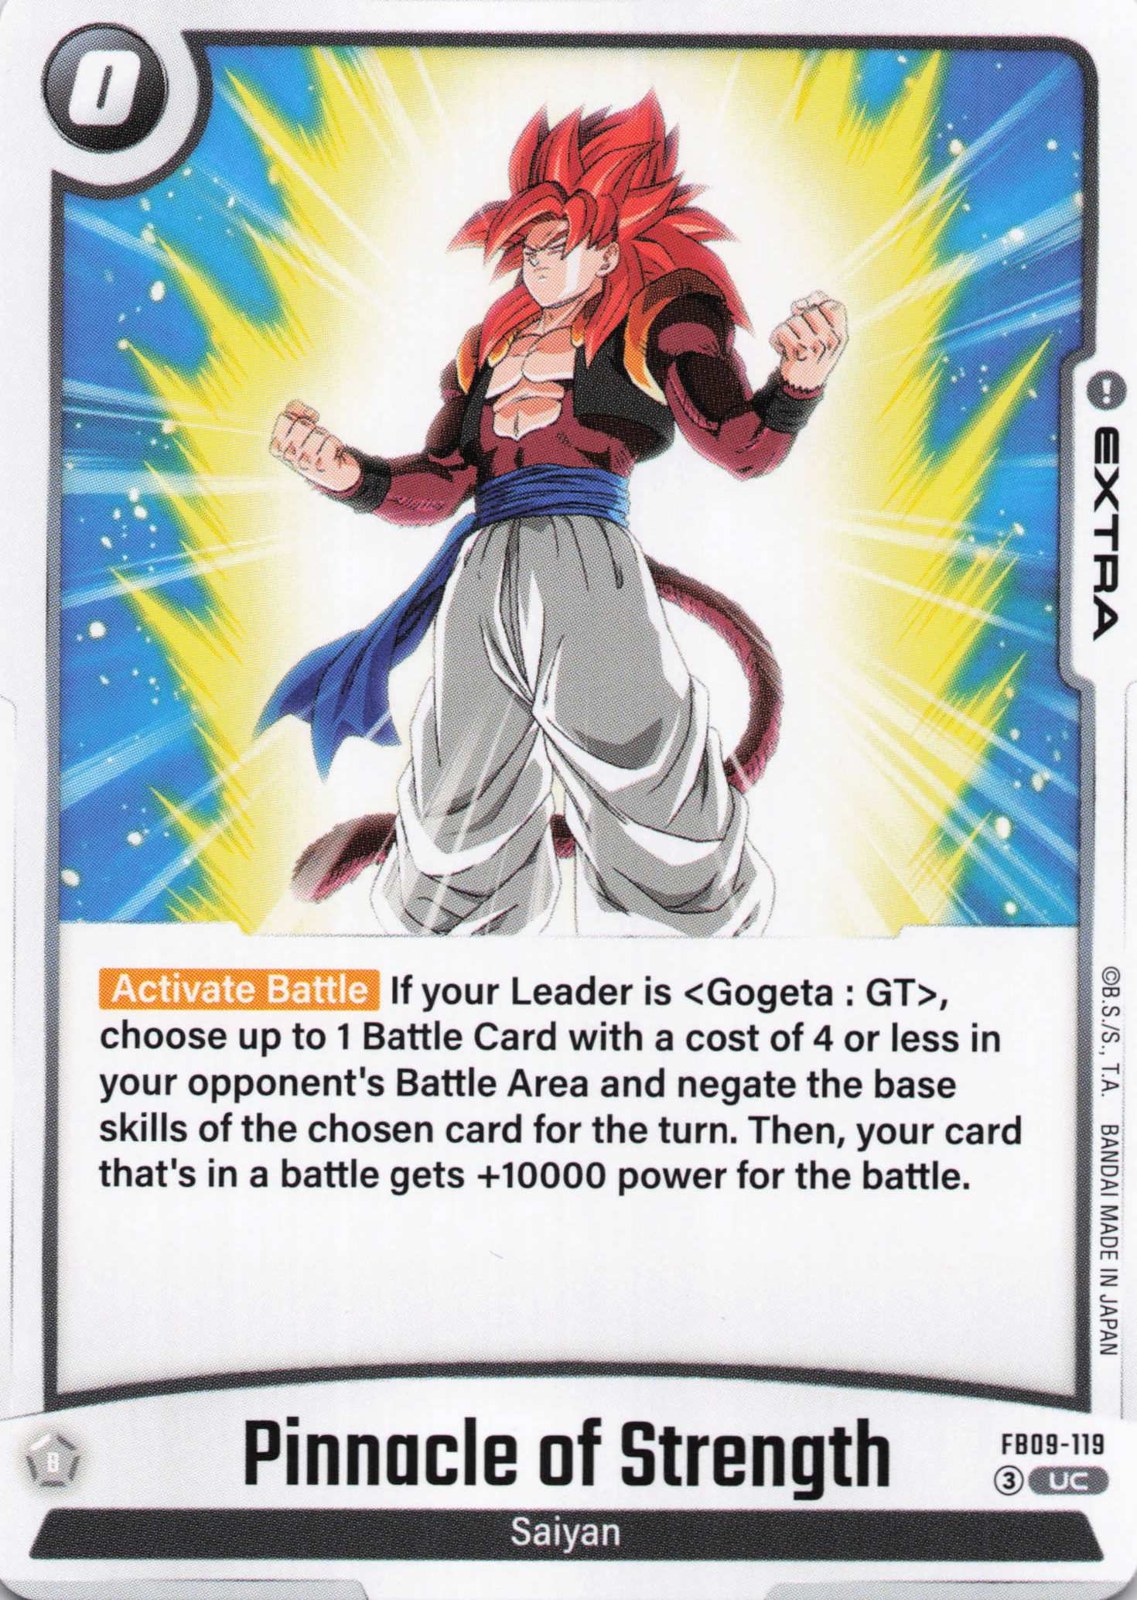 0
! EXTRA
Activate Battle If your Leader is <Gogeta : GT>,
choose up to 1 Battle Card with a cost of 4 or less in
your opponent's Battle Area and negate the base
skills of the chosen card for the turn. Then, your card
that's in a battle gets +10000 power for the battle.
©B.S./S., T.A. BANDAI MADE IN JAPAN
B
Pinnacle of Strength
FB09-119
3 UC
Saiyan